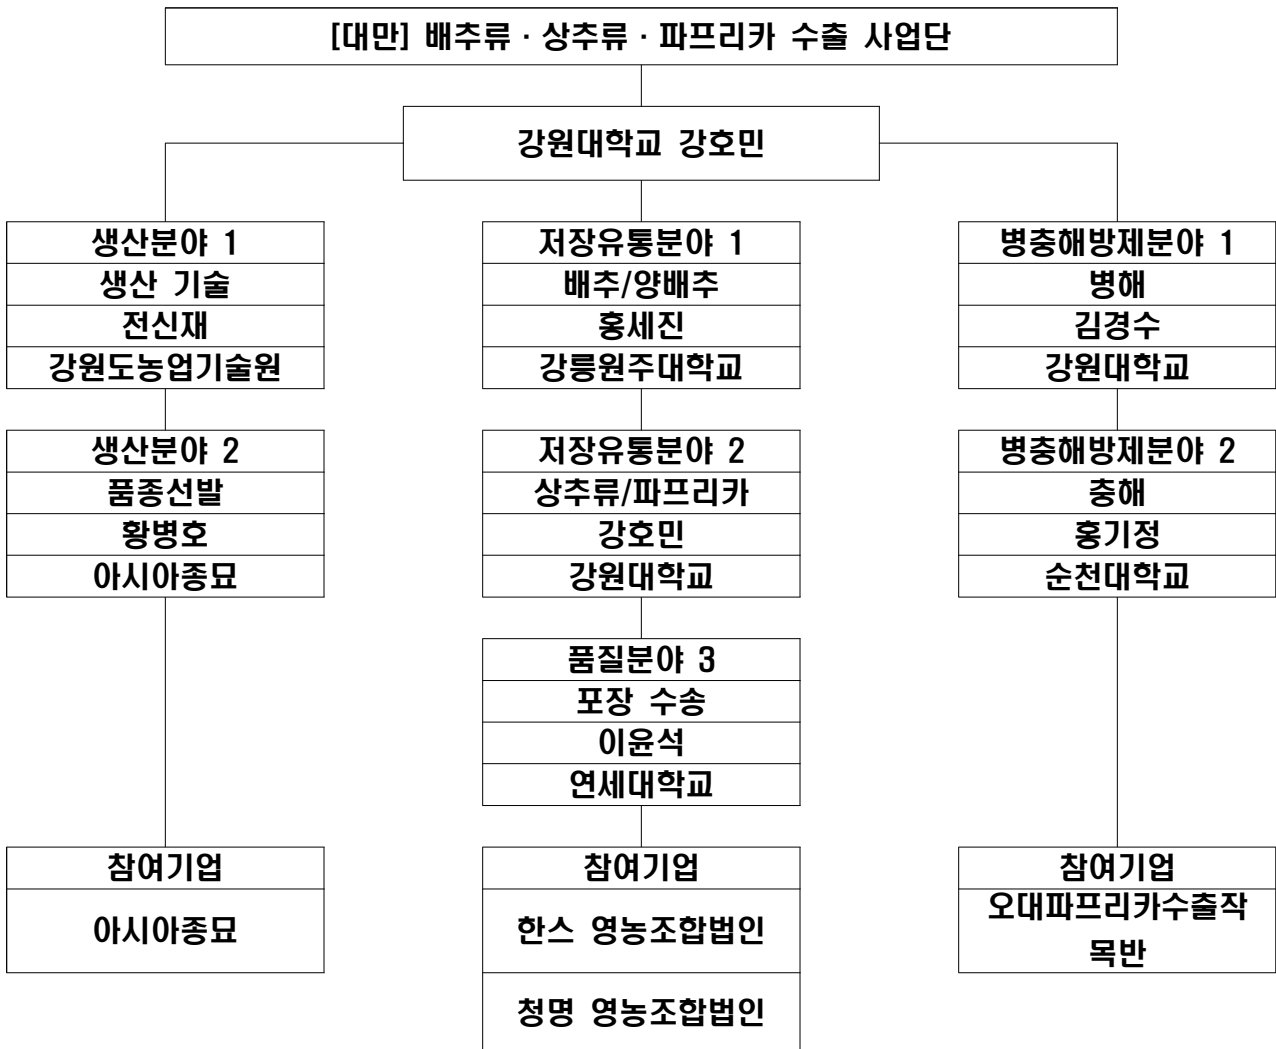 [대만] 배추류 · 상추류 · 파프리카 수출 사업단
강원대학교 강호민
생산분야 1
생산 기술
전신재
강원도농업기술원
저장유통분야 1
배추/양배추
홍세진
강릉원주대학교
병충해방제분야 1
병해
김경수
강원대학교
생산분야 2
품종선발
황병호
아시아종묘
저장유통분야 2
상추류/파프리카
강호민
강원대학교
병충해방제분야 2
충해
홍기정
순천대학교
품질분야 3
포장 수송
이윤석
연세대학교
참여기업
아시아종묘
참여기업
한스 영농조합법인
청명 영농조합법인
참여기업
오대파프리카수출작
목반